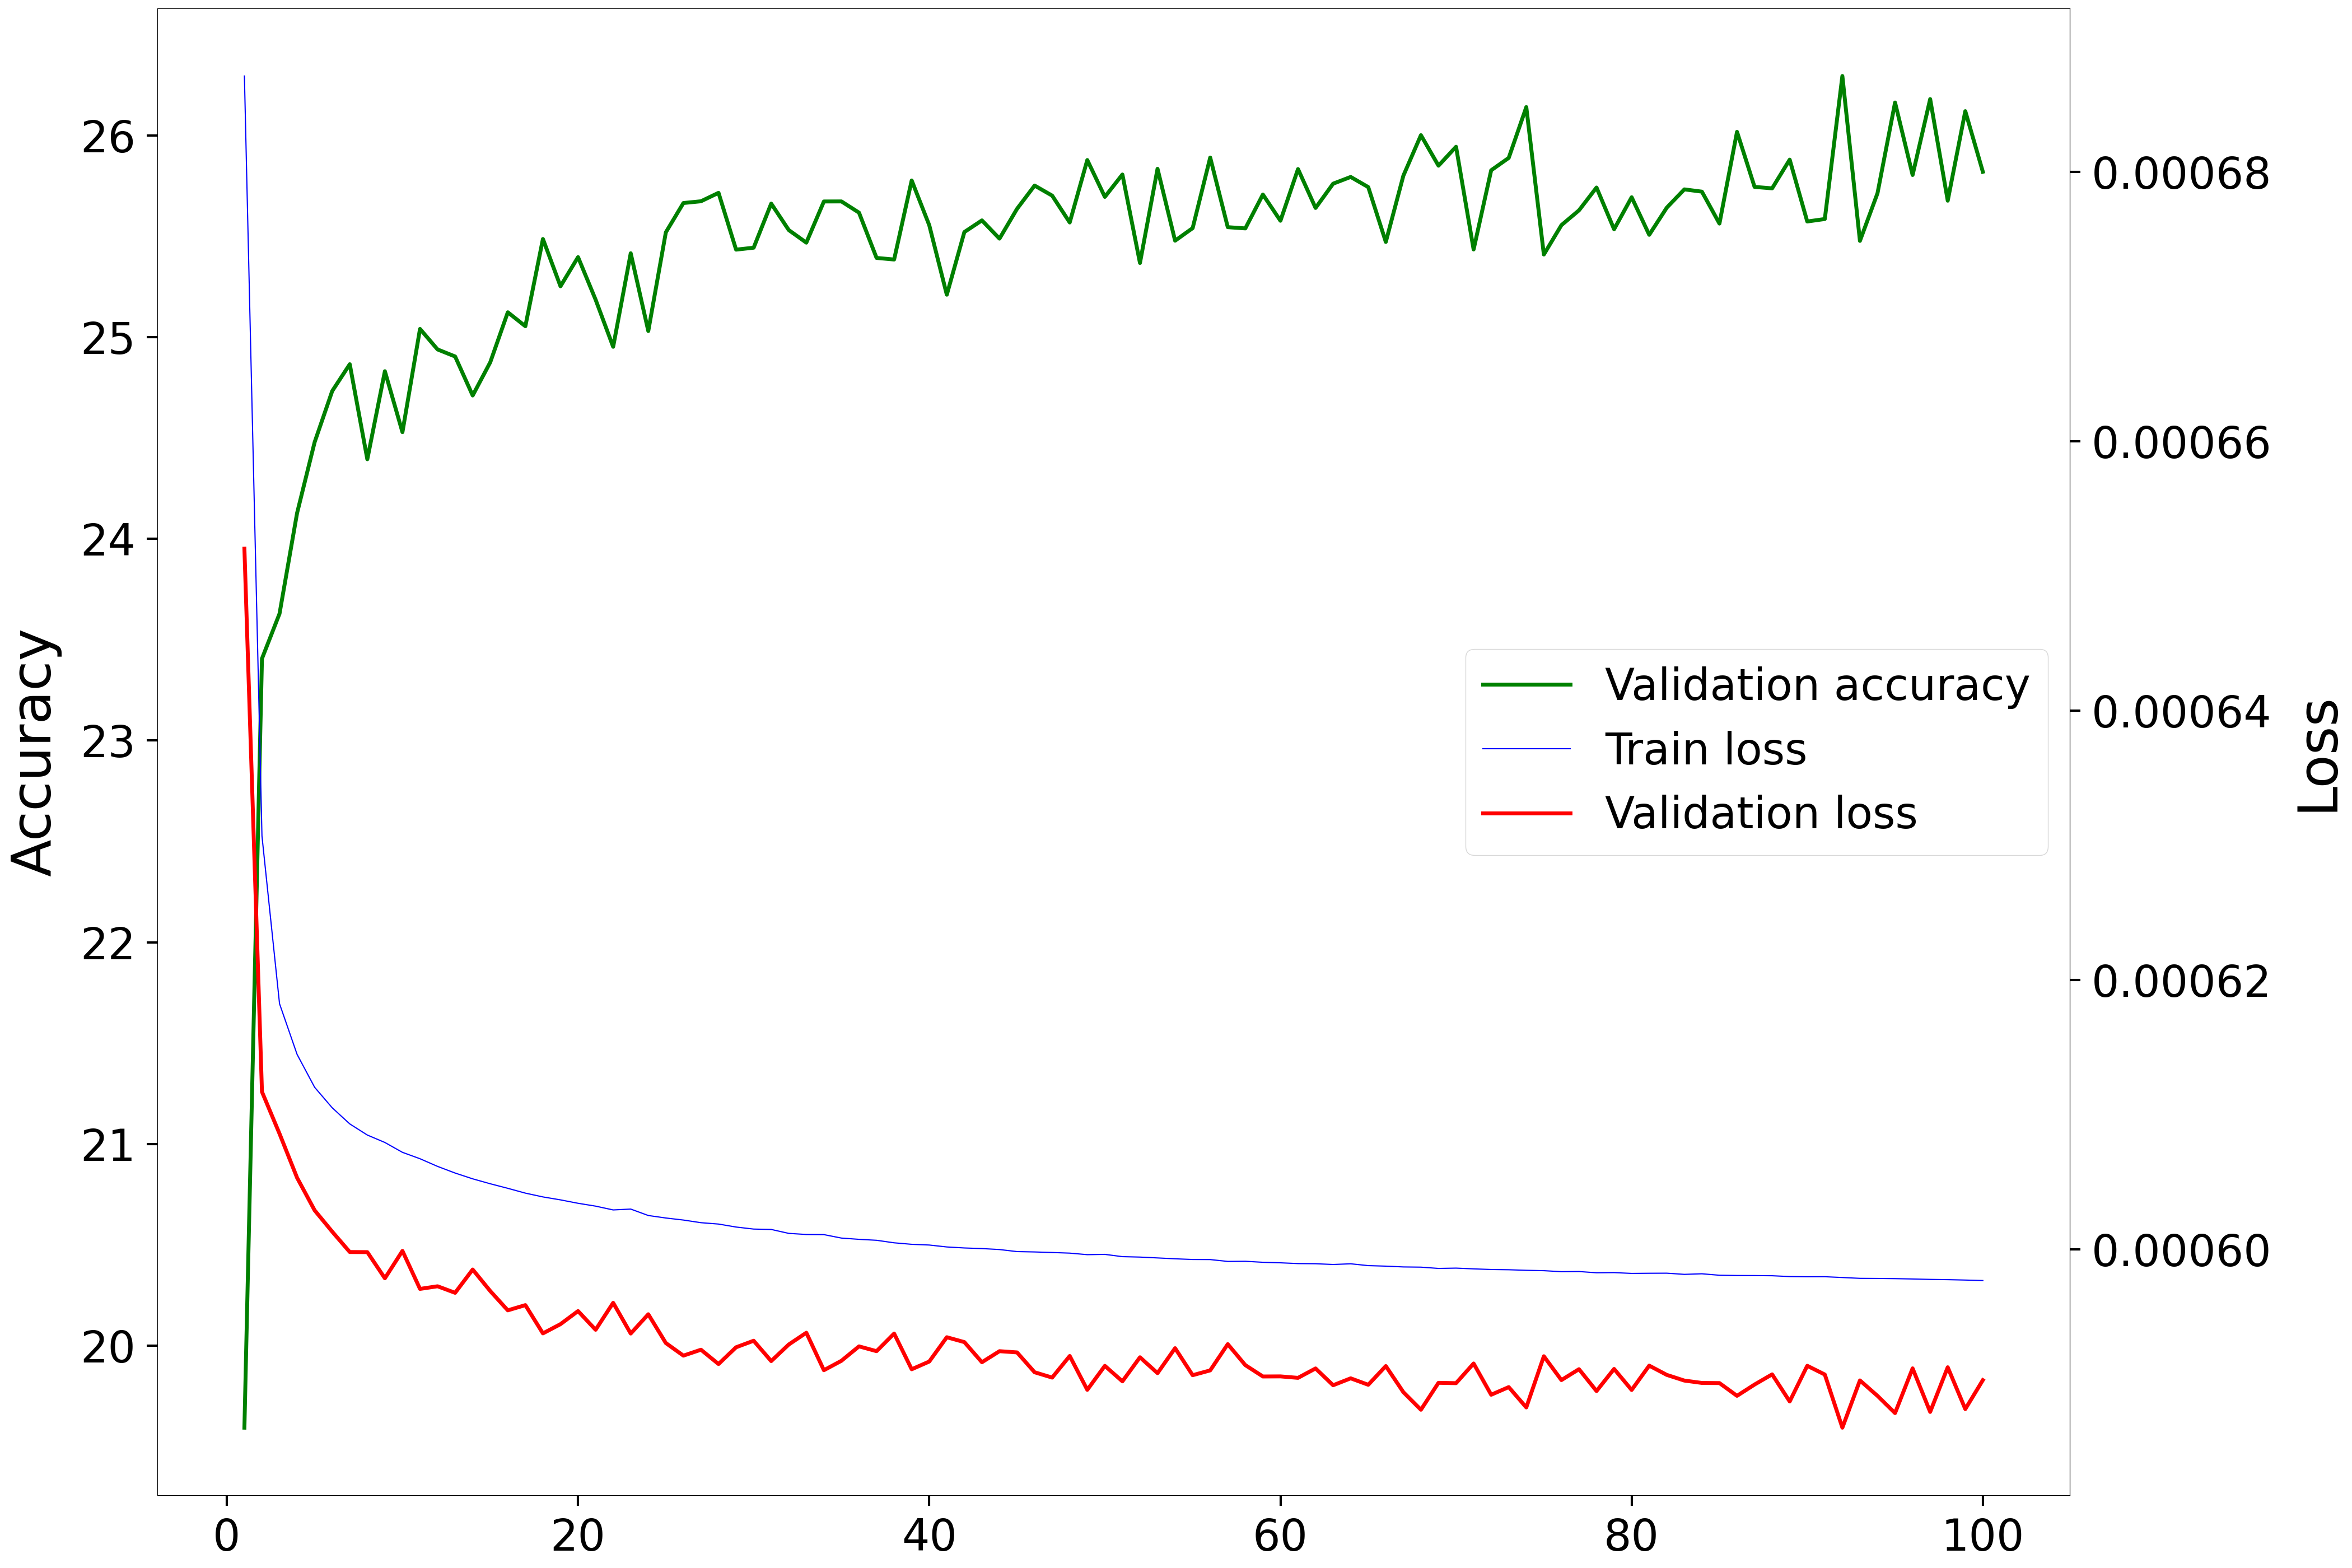 Accuracy
26
25
24
23
22
21
20
0 20 40 60 80 100
Validation accuracy
Train loss
Validation loss
0.00068
0.00066
0.00064
0.00062
0.00060
Loss